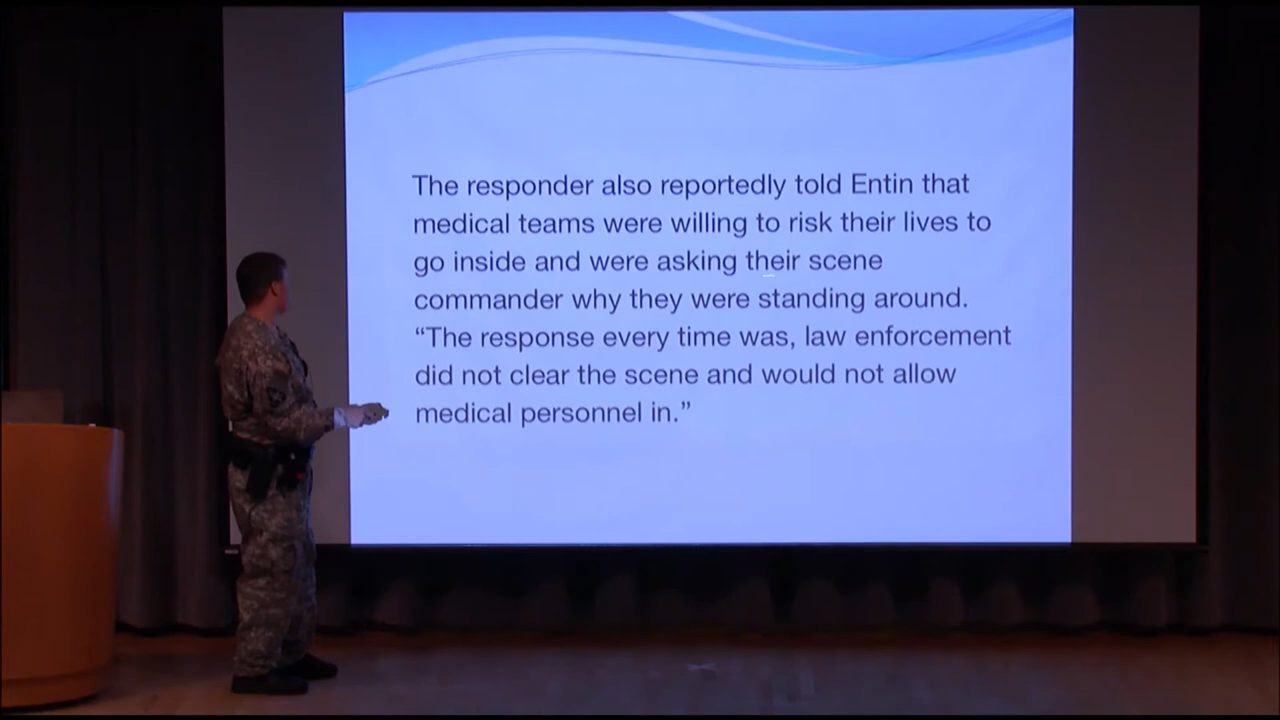 The responder also reportedly told Entin that
medical teams were willing to risk their lives to
go inside and were asking their scene
commander why they were standing around.
“The response every time was, law enforcement
did not clear the scene and would not allow
medical personnel in.”